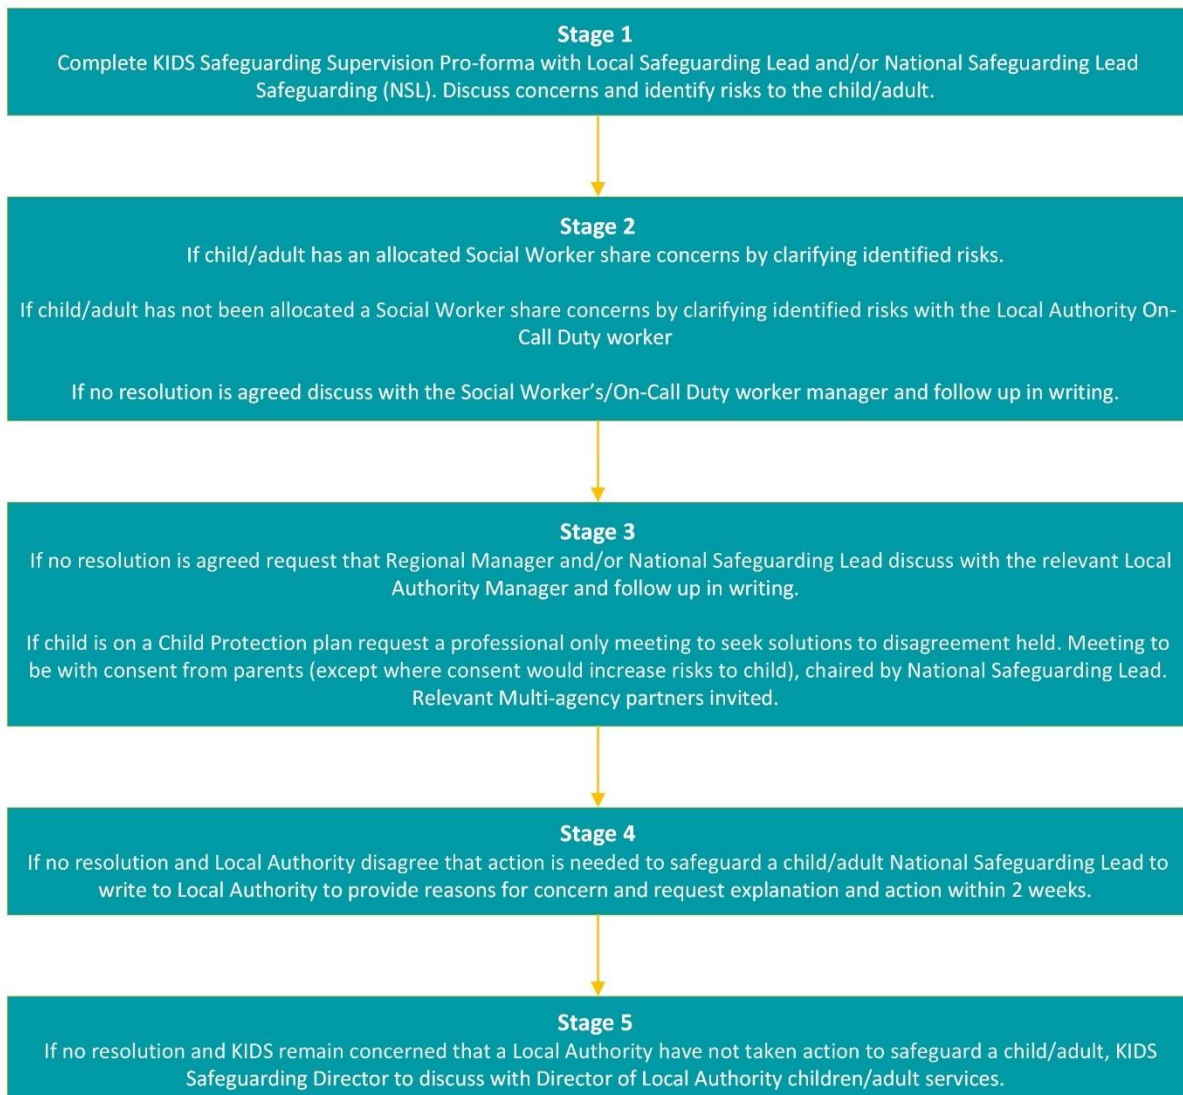 Stage 1
Complete KIDS Safeguarding Supervision Pro-forma with Local Safeguarding Lead and/or National Safeguarding Lead
Safeguarding (NSL). Discuss concerns and identify risks to the child/adult.
Stage 2
If child/adult has an allocated Social Worker share concerns by clarifying identified risks.
If child/adult has not been allocated a Social Worker share concerns by clarifying identified risks with the Local Authority On-
Call Duty worker
If no resolution is agreed discuss with the Social Worker’s/On-Call Duty worker manager and follow up in writing.
Stage 3
If no resolution is agreed request that Regional Manager and/or National Safeguarding Lead discuss with the relevant Local
Authority Manager and follow up in writing.
If child is on a Child Protection plan request a professional only meeting to seek solutions to disagreement held. Meeting to
be with consent from parents (except where consent would increase risks to child), chaired by National Safeguarding Lead.
Relevant Multi-agency partners invited.
Stage 4
If no resolution and Local Authority disagree that action is needed to safeguard a child/adult National Safeguarding Lead to
write to Local Authority to provide reasons for concern and request explanation and action within 2 weeks.
Stage 5
If no resolution and KIDS remain concerned that a Local Authority have not taken action to safeguard a child/adult, KIDS
Safeguarding Director to discuss with Director of Local Authority children/adult services.